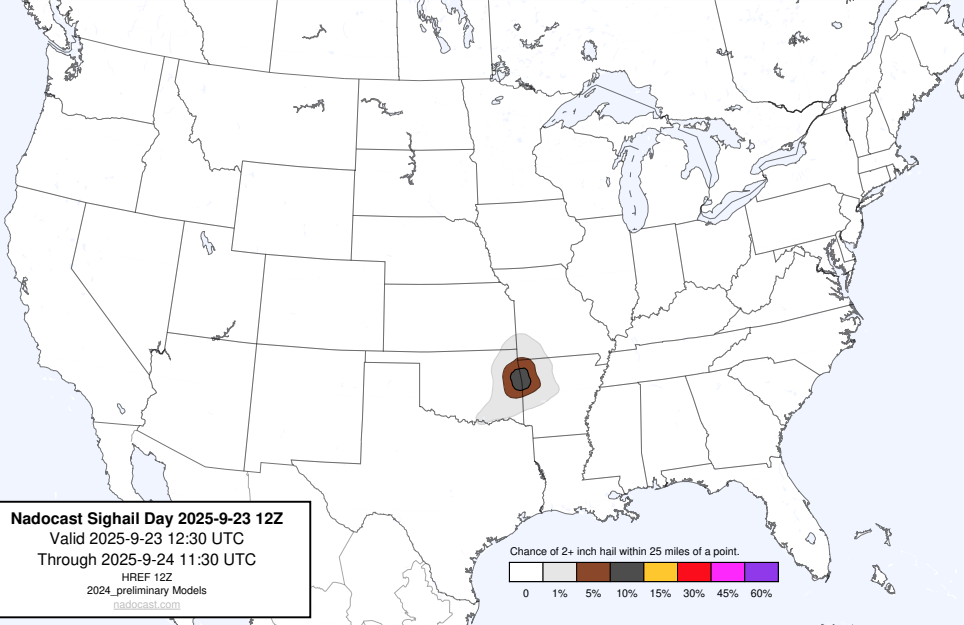 Nadocast Sighail Day 2025-9-23 12Z
Valid 2025-9-23 12:30 UTC
Through 2025-9-24 11:30 UTC
HREF 12Z
2024_preliminary Models
nadocast.com
Chance of 2+ inch hail within 25 miles of a point.
0 1% 5% 10% 15% 30% 45% 60%